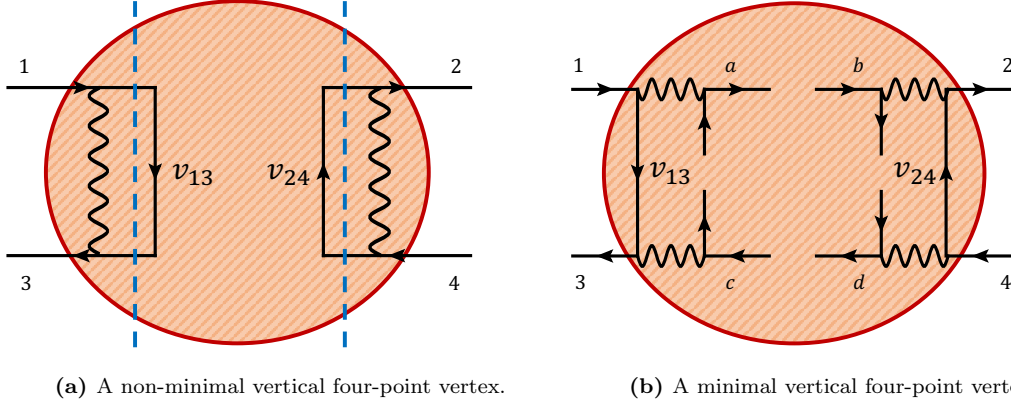 1 2
v13 v24
3 4
(a) A non-minimal vertical four-point vertex.
1 a b 2
v13 v24
3 c d 4
(b) A minimal vertical four-point verte